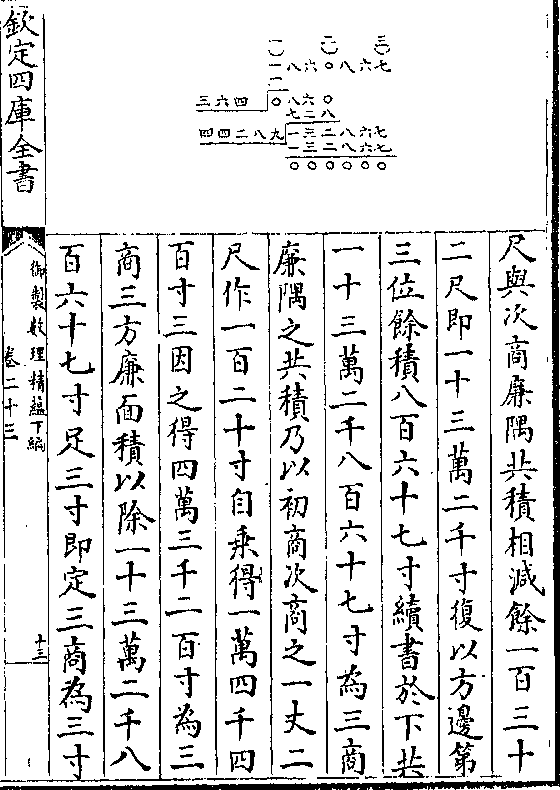 (一) (二) (三)
一八六〇八六七
一
三六四 〇八六〇
七二八
四四二八九 一三二八六七
一三二八六七
〇〇〇〇〇〇
尺與次商廉隅共積相減餘一百三十
二尺即一十三萬二千寸復以方邊第
三位餘積八百六十七寸續書於下共
一十三萬二千八百六十七寸為三商
廉隅之共積乃以初商次商之一丈二
尺作一百二十寸自乗得一萬四千四
百寸三因之得四萬三千二百寸為三
商三方廉面積以除一十三萬二千八
百六十七寸足三寸即定三商為三寸
欽定四庫全書
御製數理精蘊下編
卷二十三
十三